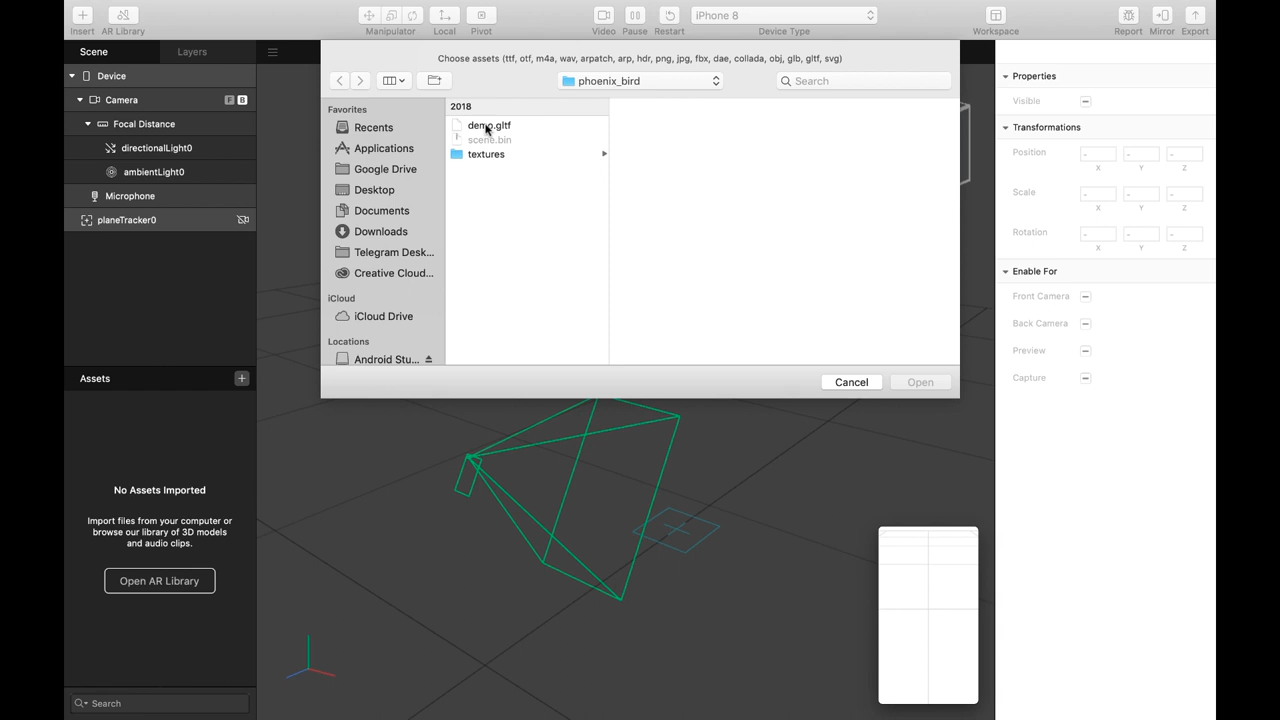 Insert
AR Library
Manipulator
Local
Pivot
Video
Pause
Restart
iPhone 8
Device Type
Workspace
Report
Mirror
Export
Scene
Layers
Device
Camera
F
B
Focal Distance
directionalLight0
ambientLight0
Microphone
planeTracker0
Assets
No Assets Imported
Import files from your computer or
browse our library of 3D models
and audio clips.
Open AR Library
Search
Choose assets (ttf, otf, m4a, wav, arpatch, arp, hdr, png, jpg, fbx, dae, collada, obj, glb, gltf, svg)
phoenix_bird
Search
Favorites
Recents
Applications
Google Drive
Desktop
Documents
Downloads
Telegram Desk...
Creative Cloud...
iCloud
iCloud Drive
Locations
Android Stu...
2018
demo.gltf
scene.bin
textures
Cancel
Open
Properties
Visible
Transformations
Position
X
Y
Z
Scale
X
Y
Z
Rotation
X
Y
Z
Enable For
Front Camera
Back Camera
Preview
Capture